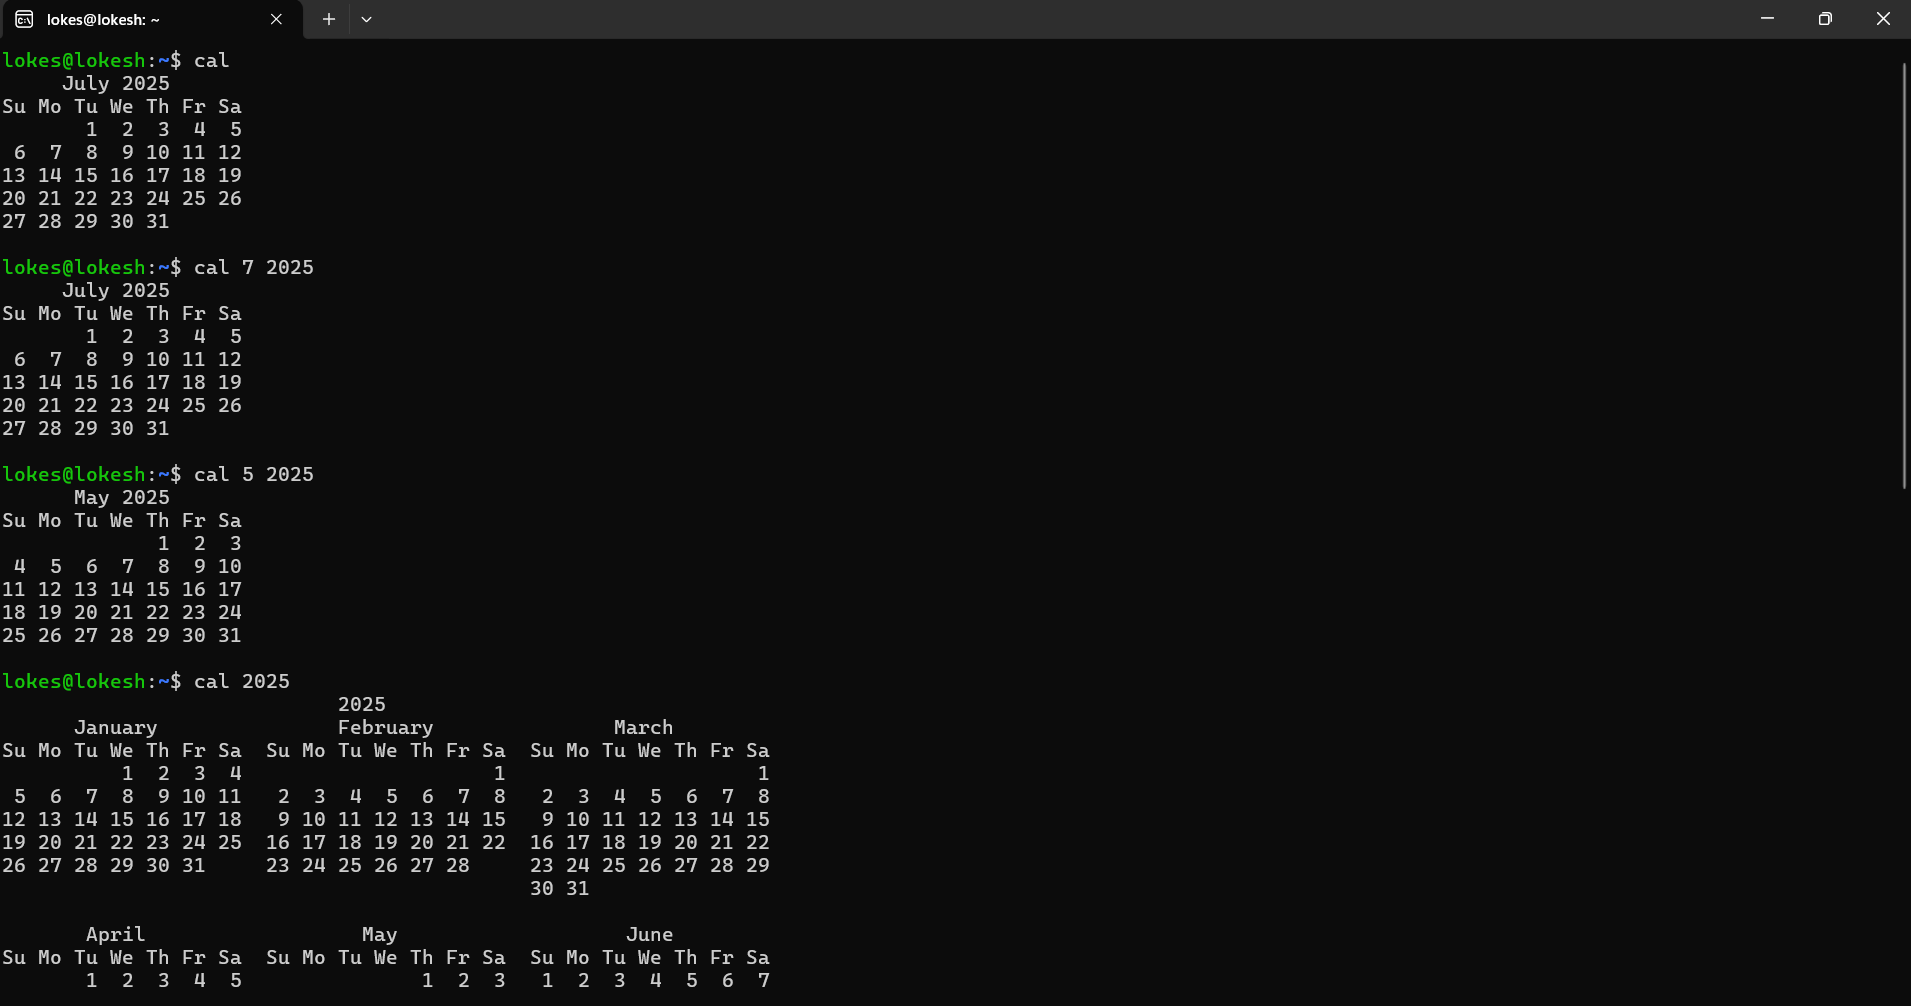 lokes@lokesh: ~
lokes@lokesh:~$ cal
     July 2025
Su Mo Tu We Th Fr Sa
       1  2  3  4  5
 6  7  8  9 10 11 12
13 14 15 16 17 18 19
20 21 22 23 24 25 26
27 28 29 30 31
lokes@lokesh:~$ cal 7 2025
     July 2025
Su Mo Tu We Th Fr Sa
       1  2  3  4  5
 6  7  8  9 10 11 12
13 14 15 16 17 18 19
20 21 22 23 24 25 26
27 28 29 30 31
lokes@lokesh:~$ cal 5 2025
      May 2025
Su Mo Tu We Th Fr Sa
             1  2  3
 4  5  6  7  8  9 10
11 12 13 14 15 16 17
18 19 20 21 22 23 24
25 26 27 28 29 30 31
lokes@lokesh:~$ cal 2025
                            2025
      January               February               March
Su Mo Tu We Th Fr Sa  Su Mo Tu We Th Fr Sa  Su Mo Tu We Th Fr Sa
          1  2  3  4                     1                     1
 5  6  7  8  9 10 11   2  3  4  5  6  7  8   2  3  4  5  6  7  8
12 13 14 15 16 17 18   9 10 11 12 13 14 15   9 10 11 12 13 14 15
19 20 21 22 23 24 25  16 17 18 19 20 21 22  16 17 18 19 20 21 22
26 27 28 29 30 31     23 24 25 26 27 28     23 24 25 26 27 28 29
                                            30 31
       April                  May                   June
Su Mo Tu We Th Fr Sa  Su Mo Tu We Th Fr Sa  Su Mo Tu We Th Fr Sa
       1  2  3  4  5               1  2  3   1  2  3  4  5  6  7